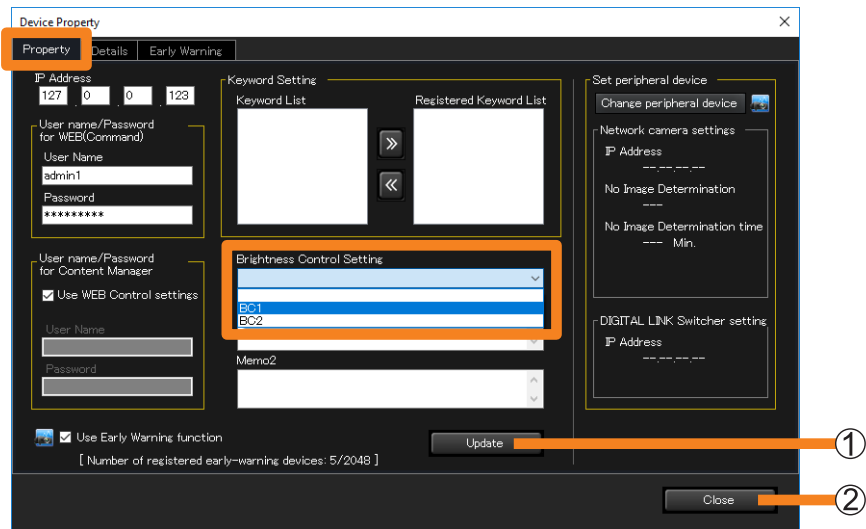 Device Property
Property Details Early Warning
IP Address
127 . 0 . 0 . 123
User name/Password
for WEB(Command)
User Name
admin1
Password
*********
User name/Password
for Content Manager
Use WEB Control settings
User Name
Password
Keyword Setting
Keyword List
Registered Keyword List
Brightness Control Setting
BC1
BC2
Memo2
Set peripheral device
Change peripheral device
Network camera settings
IP Address
--.--.--.--
No Image Determination
---
No Image Determination time
--- Min.
DIGITAL LINK Switcher setting
IP Address
--.--.--.--
Use Early Warning function
[ Number of registered early-warning devices: 5/2048 ]
Update
①
Close
②